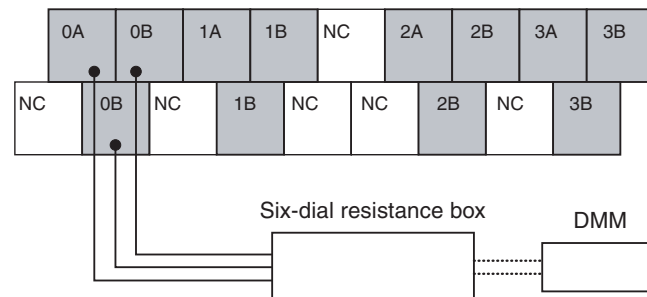 0A 0B 1A 1B NC 2A 2B 3A 3B
NC 0B NC 1B NC NC 2B NC 3B
Six-dial resistance box
DMM